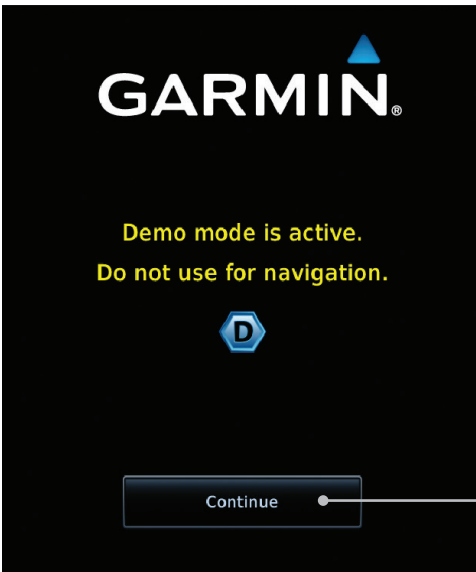 GARMIN®
Demo mode is active.
Do not use for navigation.
D
Continue